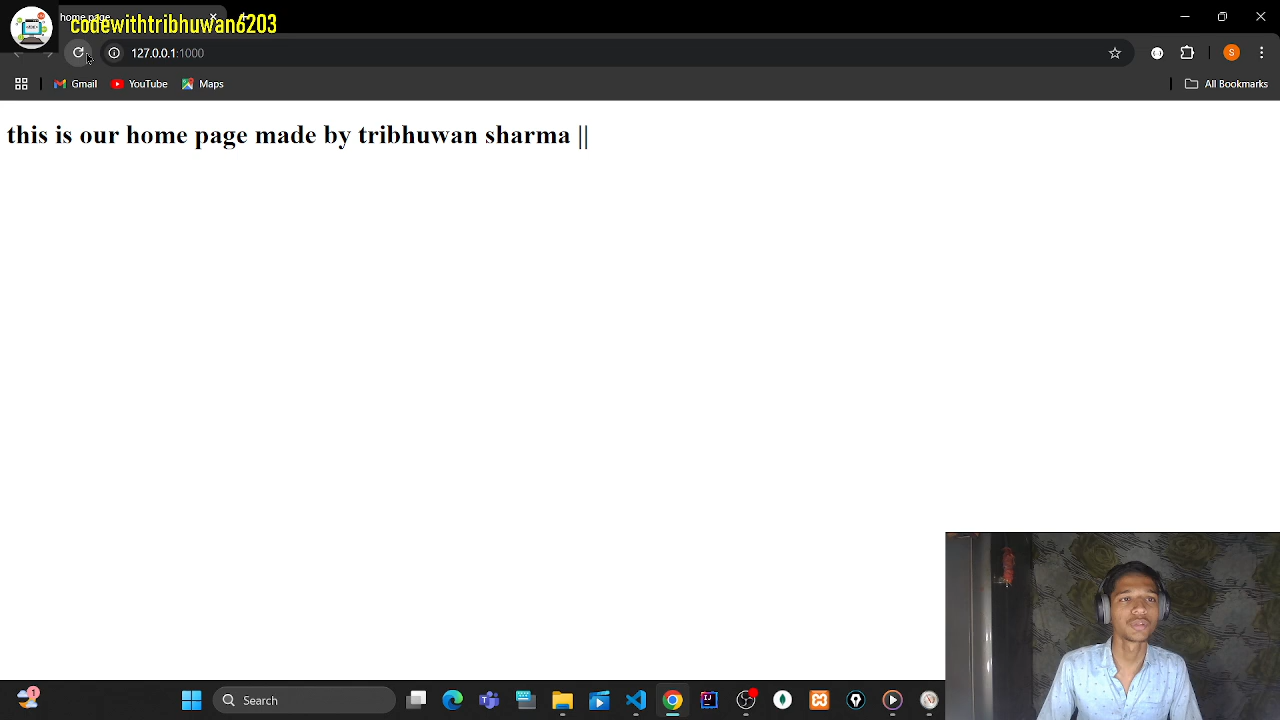 home page
codewithtribhuwan6203
127.0.0.1:1000
S
Gmail
YouTube
Maps
All Bookmarks
this is our home page made by tribhuwan sharma ||
1
Search